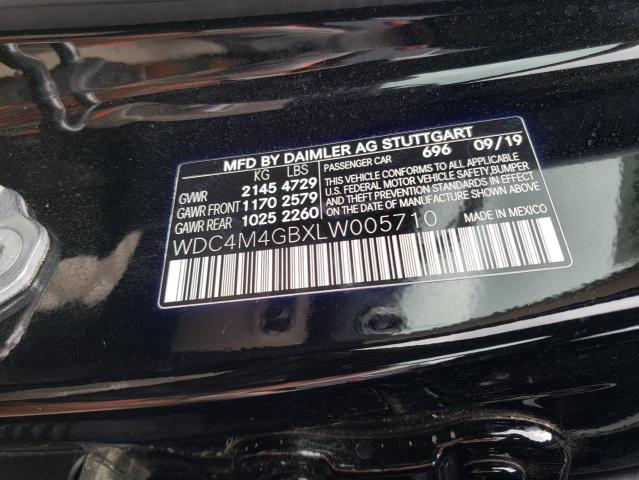 MFD BY DAIMLER AG STUTTGART
KG LBS
PASSENGER CAR 696 09/19
GVWR 2145 4729
GAWR FRONT 1170 2579
GAWR REAR 1025 2260
THIS VEHICLE CONFORMS TO ALL APPLICABLE
U.S. FEDERAL MOTOR VEHICLE SAFETY, BUMPER
AND THEFT PREVENTION STANDARDS IN EFFECT
ON THE DATE OF MANUFACTURE SHOWN ABOVE.
MADE IN MEXICO
WDC4M4GBXLW005710